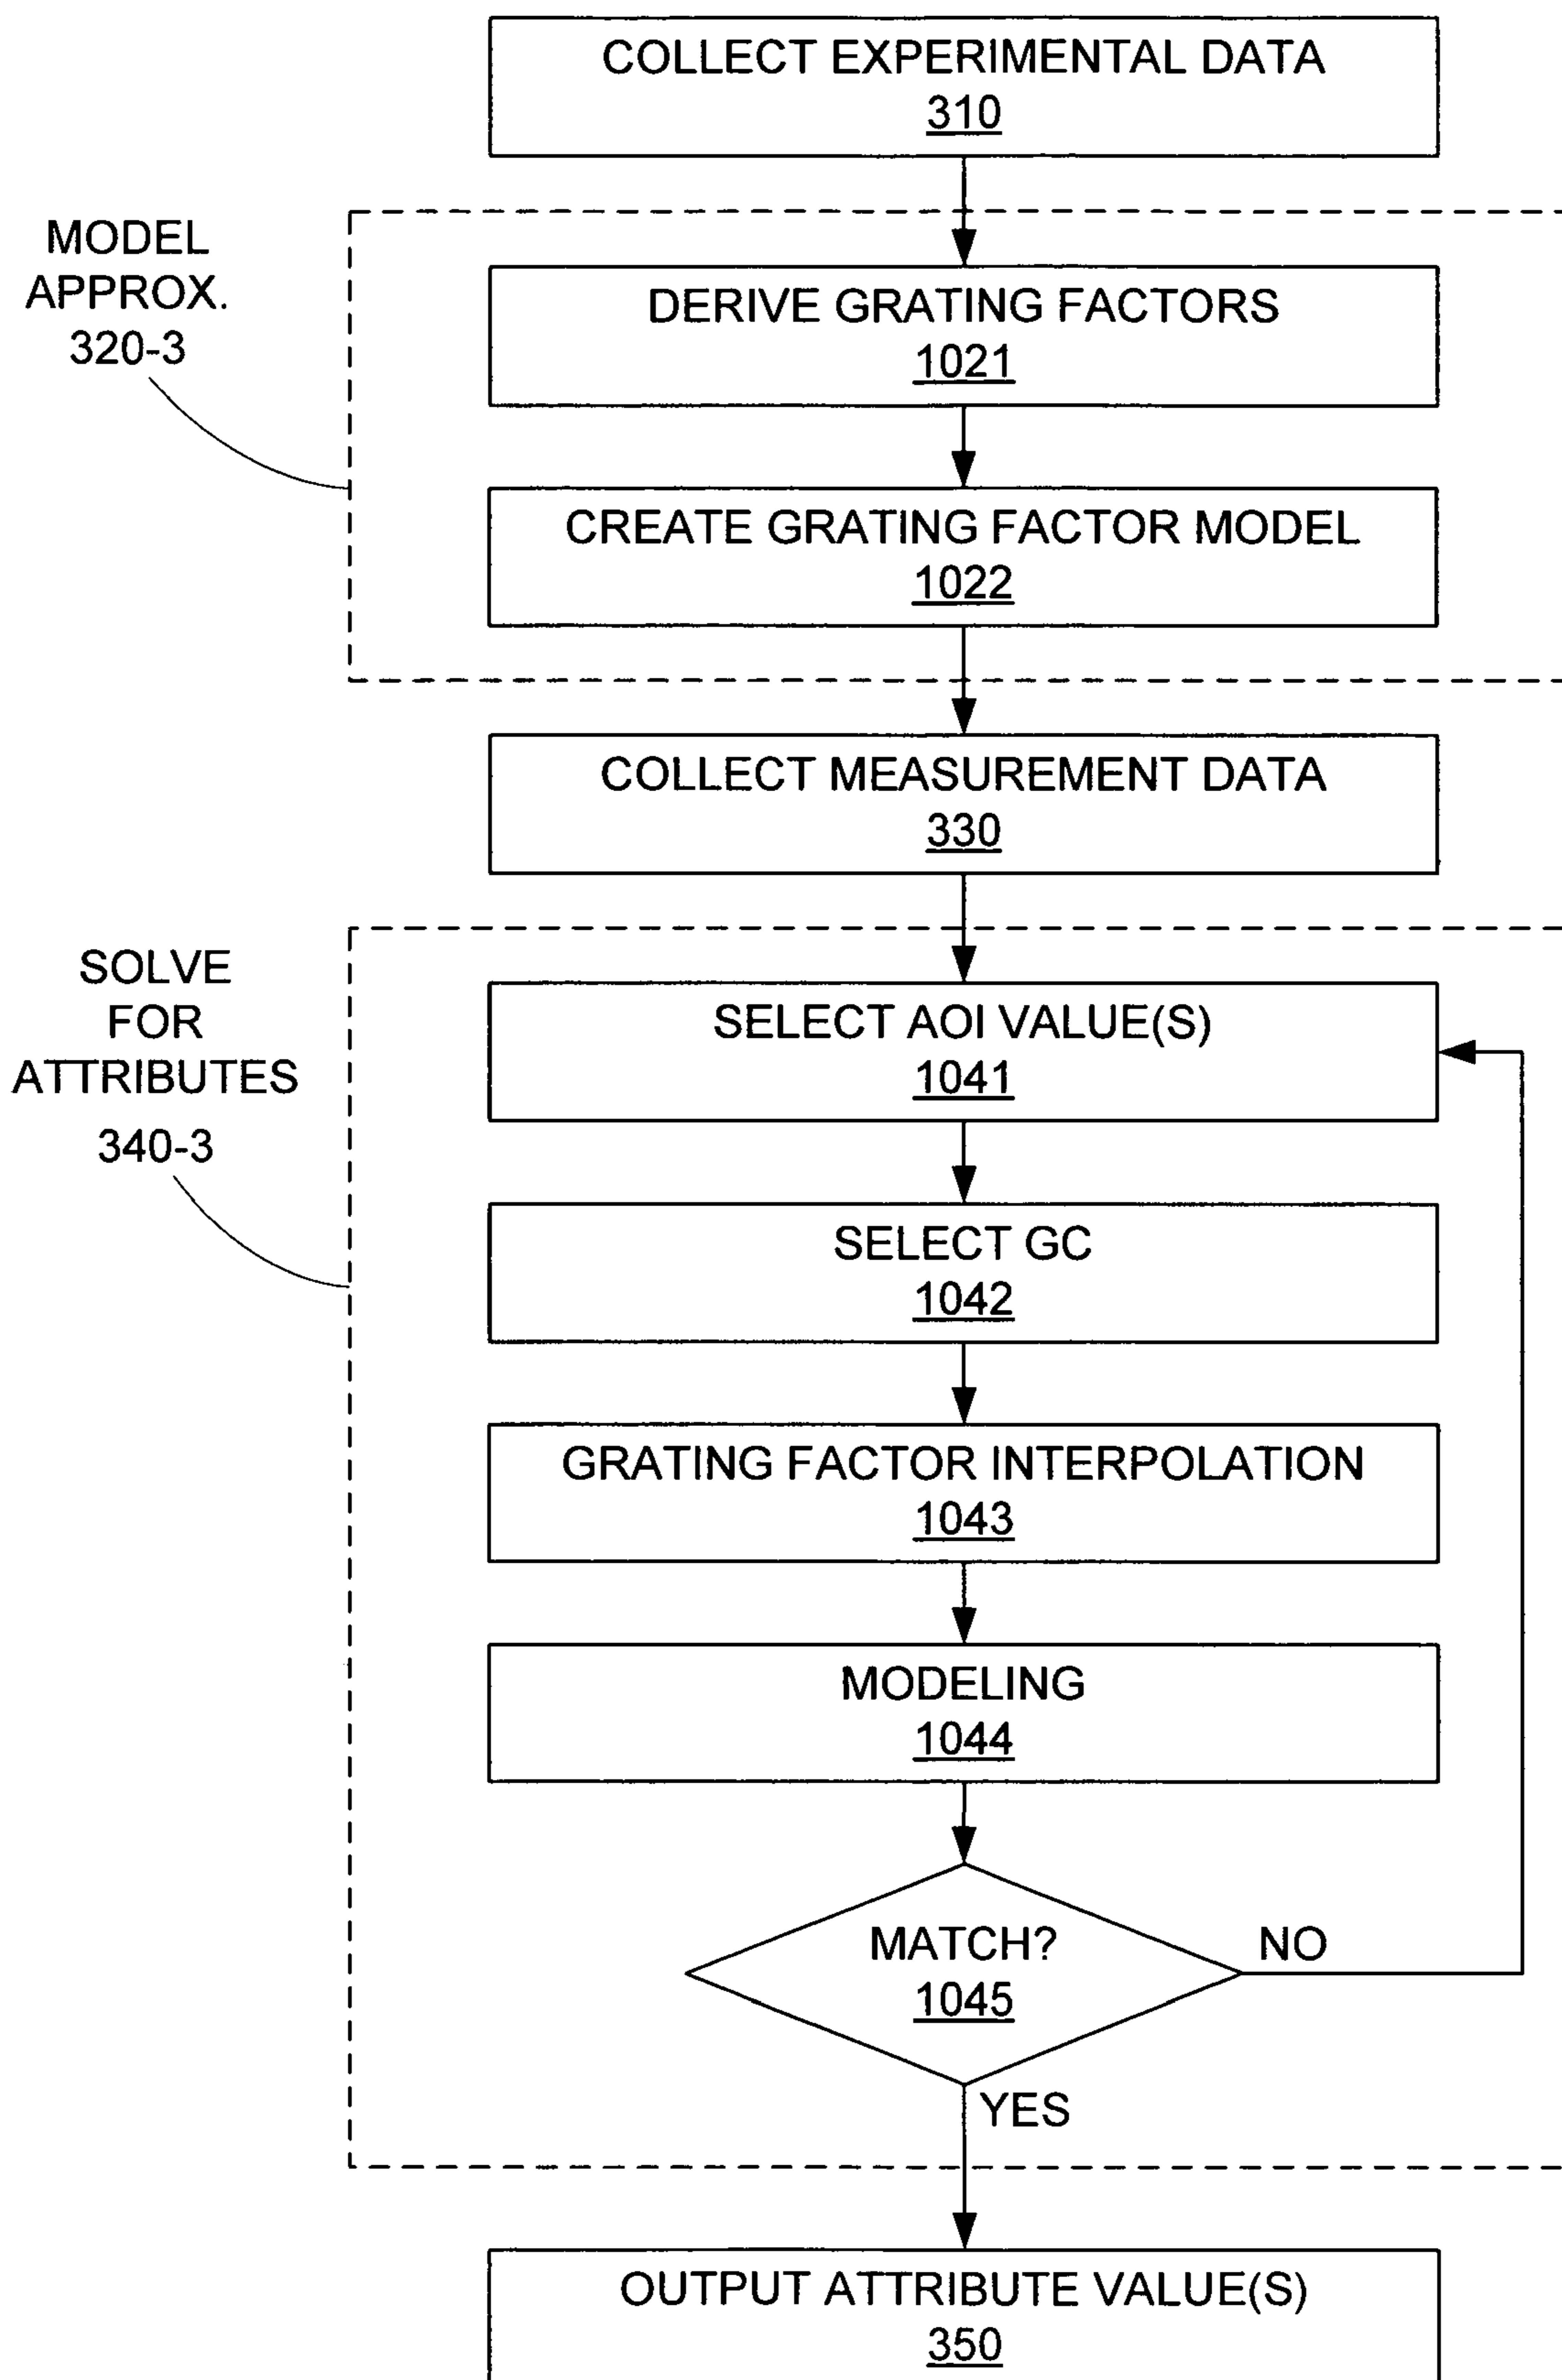 COLLECT EXPERIMENTAL DATA
310
MODEL
APPROX.
320-3
DERIVE GRATING FACTORS
1021
CREATE GRATING FACTOR MODEL
1022
COLLECT MEASUREMENT DATA
330
SOLVE
FOR
ATTRIBUTES
340-3
SELECT AOI VALUE(S)
1041
SELECT GC
1042
GRATING FACTOR INTERPOLATION
1043
MODELING
1044
MATCH?
1045
NO
YES
OUTPUT ATTRIBUTE VALUE(S)
350